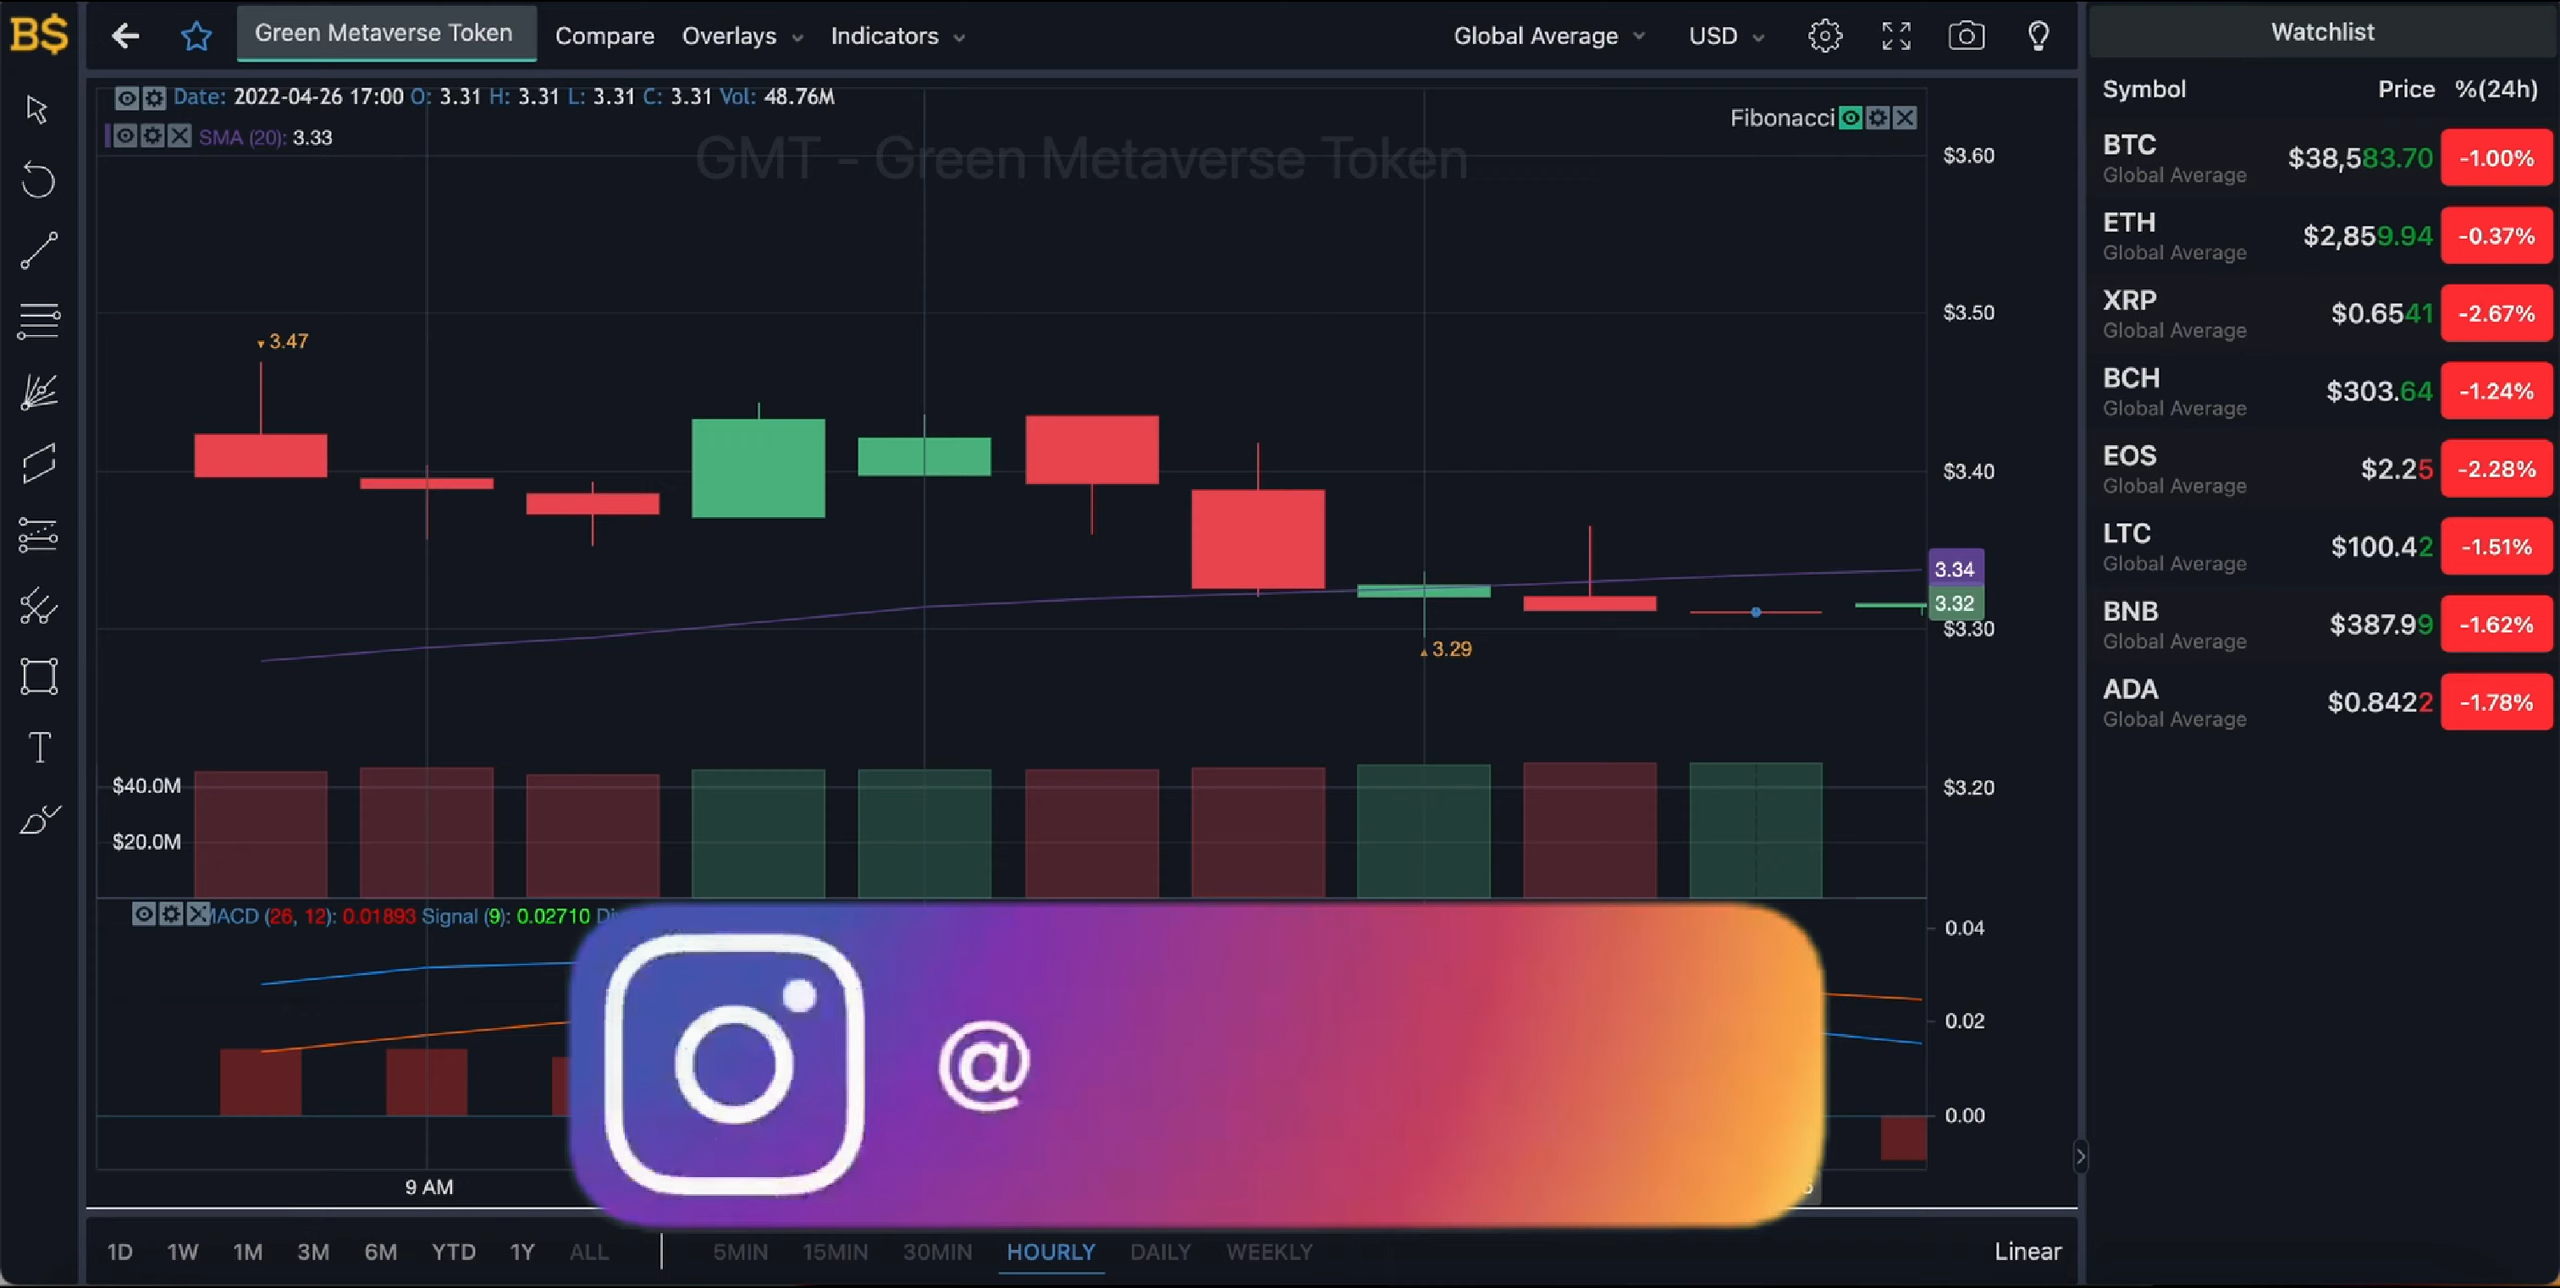 B$
Green Metaverse Token
Compare
Overlays
Indicators
Global Average
USD
Watchlist
Date: 2022-04-26 17:00 O: 3.31 H: 3.31 L: 3.31 C: 3.31 Vol: 48.76M
SMA (20): 3.33
Fibonacci
GMT - Green Metaverse Token
$3.60
$3.50
$3.40
3.34
3.32
$3.30
$3.20
3.47
3.29
$40.0M
$20.0M
MACD (26, 12): 0.01893 Signal (9): 0.02710
0.04
0.02
0.00
@
9 AM
1D 1W 1M 3M 6M YTD 1Y ALL
5MIN 15MIN 30MIN HOURLY DAILY WEEKLY
Linear
Symbol Price %(24h)
BTC $38,583.70 -1.00%
Global Average
ETH $2,859.94 -0.37%
Global Average
XRP $0.6541 -2.67%
Global Average
BCH $303.64 -1.24%
Global Average
EOS $2.25 -2.28%
Global Average
LTC $100.42 -1.51%
Global Average
BNB $387.99 -1.62%
Global Average
ADA $0.8422 -1.78%
Global Average